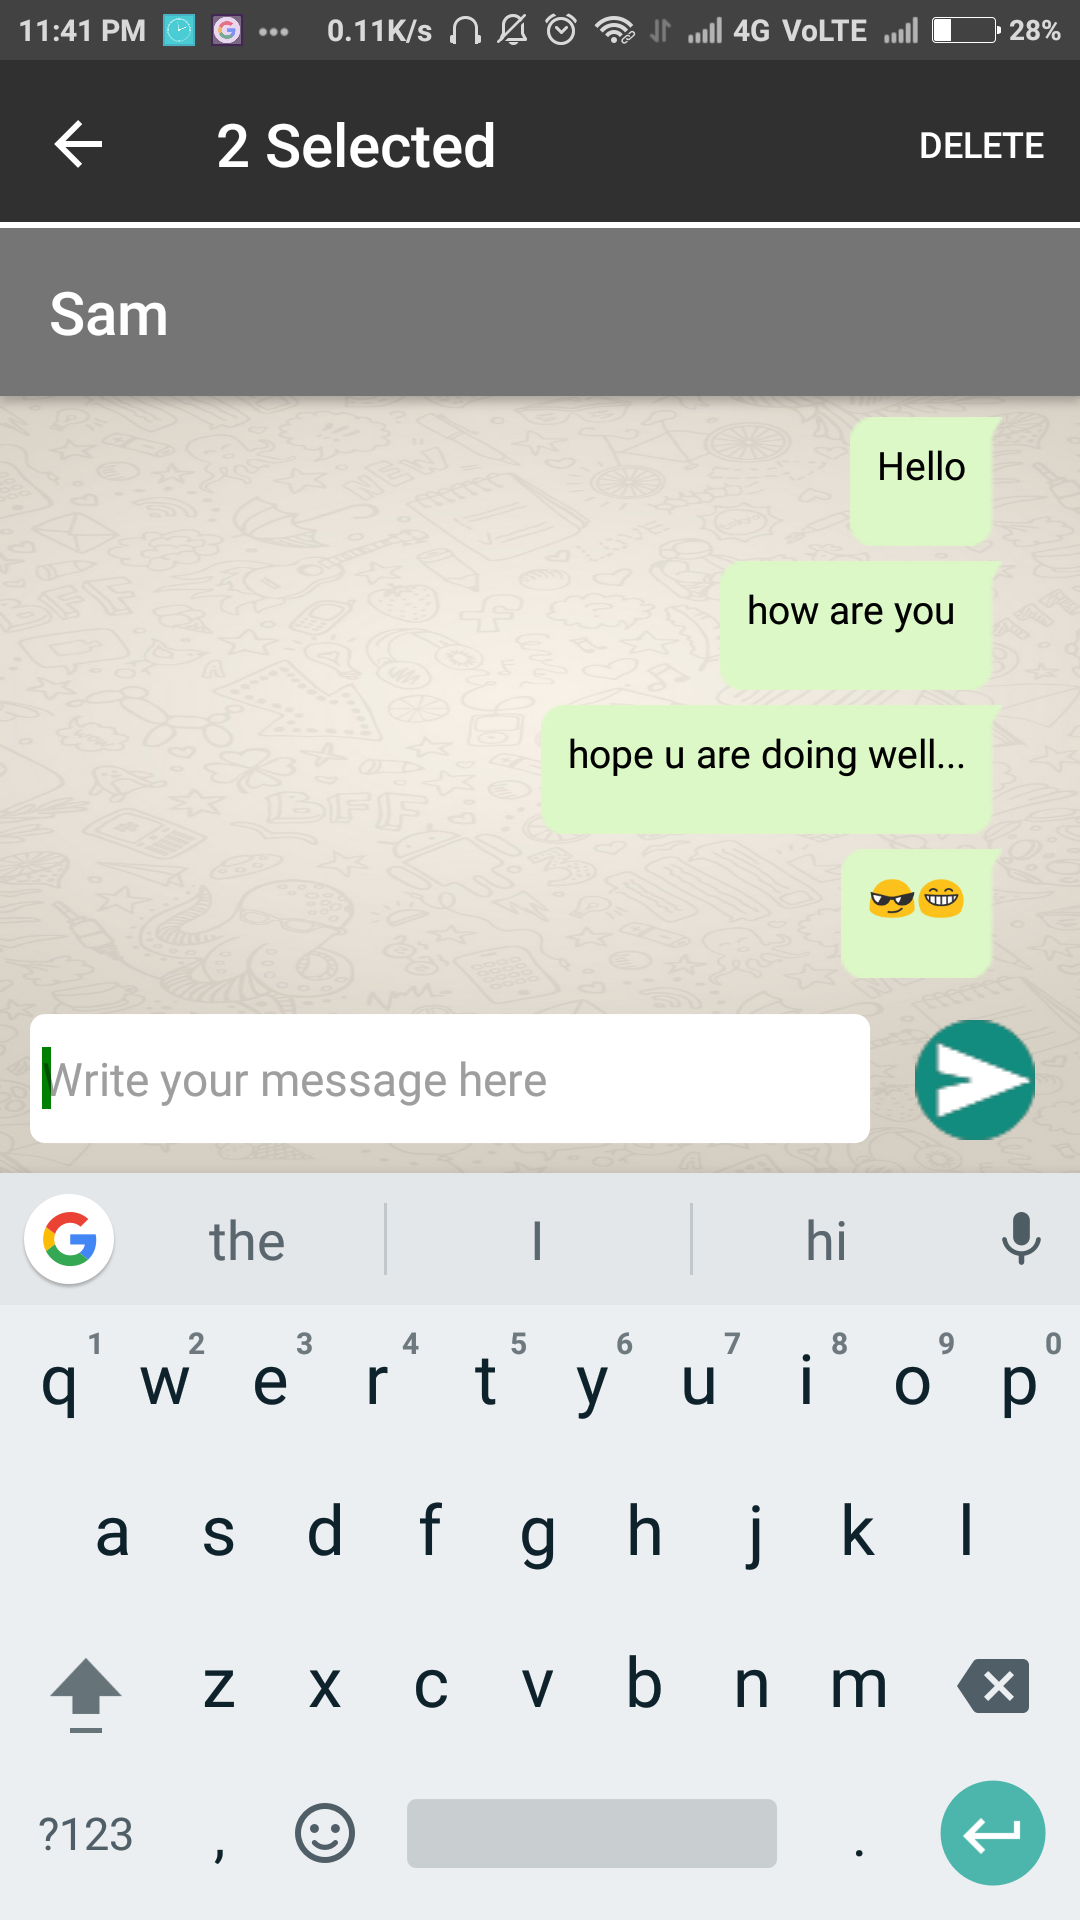 11:41 PM 0.11K/s 4G VoLTE 28%
2 Selected DELETE
Sam
Hello
how are you
hope u are doing well...
😎😁
Write your message here
the I hi
1 2 3 4 5 6 7 8 9 0
q w e r t y u i o p
a s d f g h j k l
z x c v b n m
?123 , .